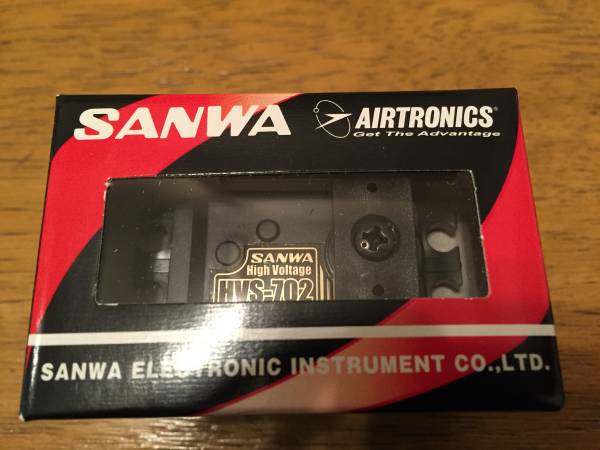 SANWA AIRTRONICS®
Get The Advantage
SANWA
High Voltage
HVS-702
SANWA ELECTRONIC INSTRUMENT CO.,LTD.